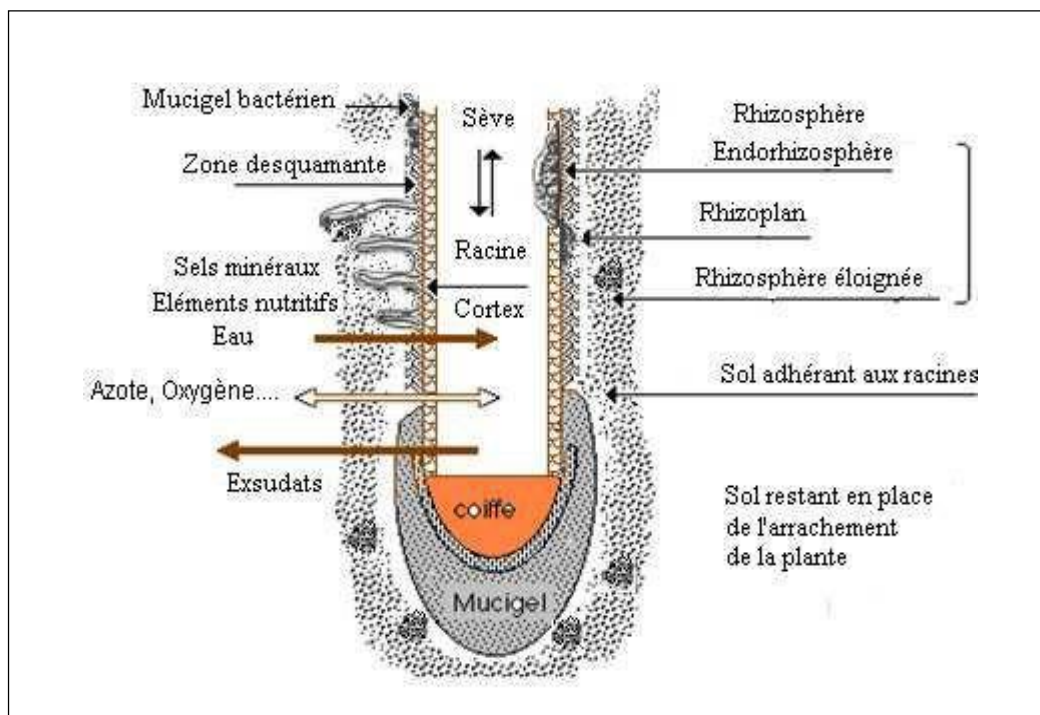 Mucigel bactérien
Zone desquamante
Sels minéraux
Eléments nutritifs
Eau
Azote, Oxygène....
Exsudats
Sève
Racine
Cortex
coiffe
Mucigel
Rhizosphère
Endorhizosphère
Rhizoplan
Rhizosphère éloignée
Sol adhérant aux racines
Sol restant en place
de l'arrachement
de la plante